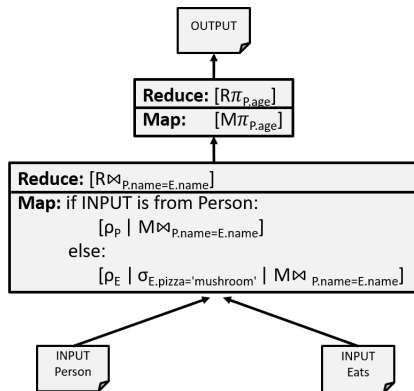 OUTPUT
Reduce: [Rπ_P.age]
Map: [Mπ_P.age]
Reduce: [R⋈_P.name=E.name]
Map: if INPUT is from Person:
[ρ_P | M⋈_P.name=E.name]
else:
[ρ_E | σ_E.pizza='mushroom' | M⋈ _P.name=E.name]
INPUT
Person
INPUT
Eats